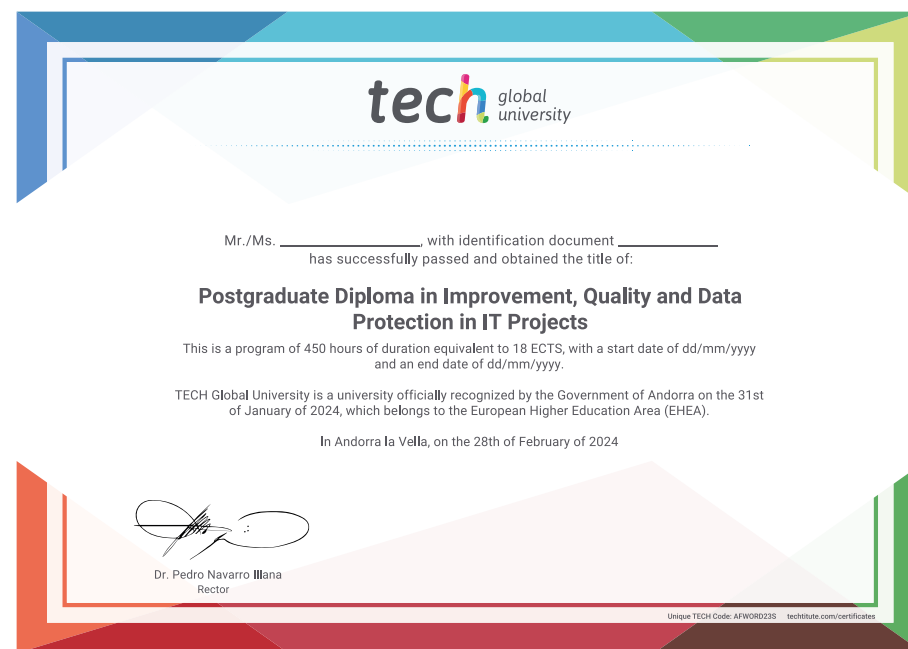 tech global
university
Mr./Ms. ____________________, with identification document ______________
has successfully passed and obtained the title of:
Postgraduate Diploma in Improvement, Quality and Data
Protection in IT Projects
This is a program of 450 hours of duration equivalent to 18 ECTS, with a start date of dd/mm/yyyy
and an end date of dd/mm/yyyy.
TECH Global University is a university officially recognized by the Government of Andorra on the 31st
of January of 2024, which belongs to the European Higher Education Area (EHEA).
In Andorra la Vella, on the 28th of February of 2024
Dr. Pedro Navarro Illana
Rector
Unique TECH Code: AFWORD23S techtitute.com/certificates